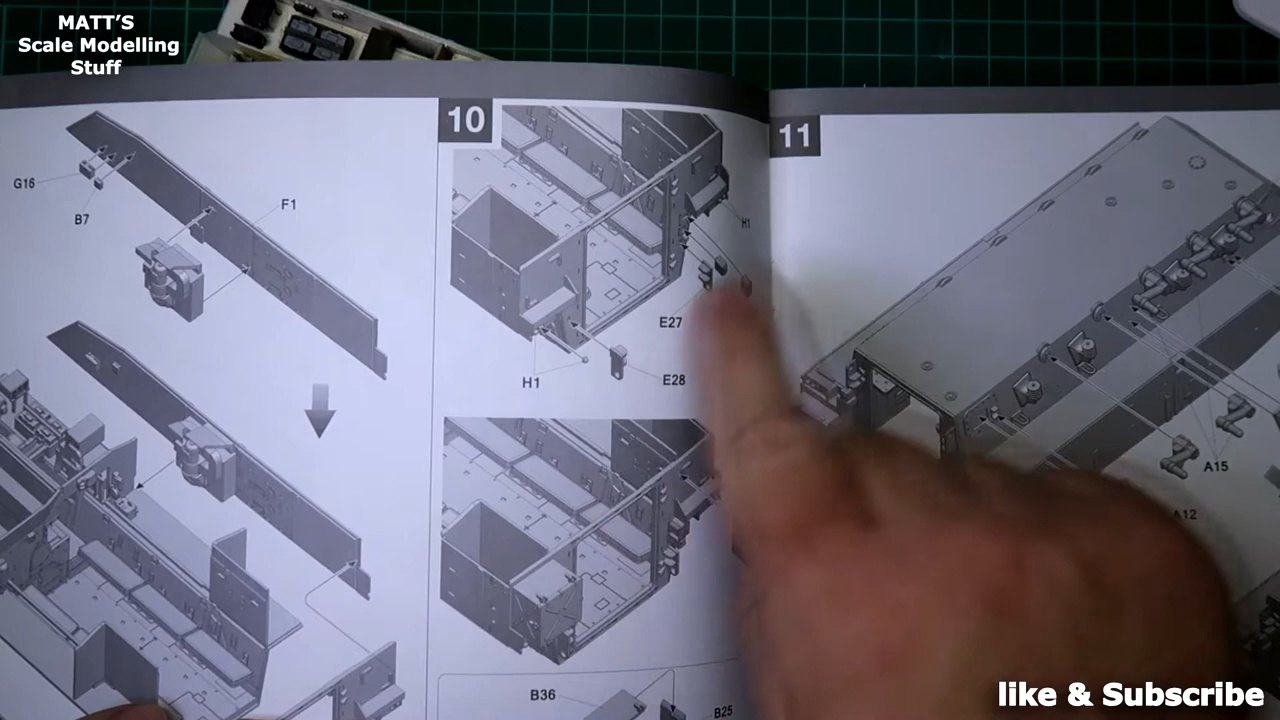 MATT'S
Scale Modelling
Stuff
10
11
G16
B7
F1
H1
E27
H1
E28
A15
A12
B36
B25
like & Subscribe